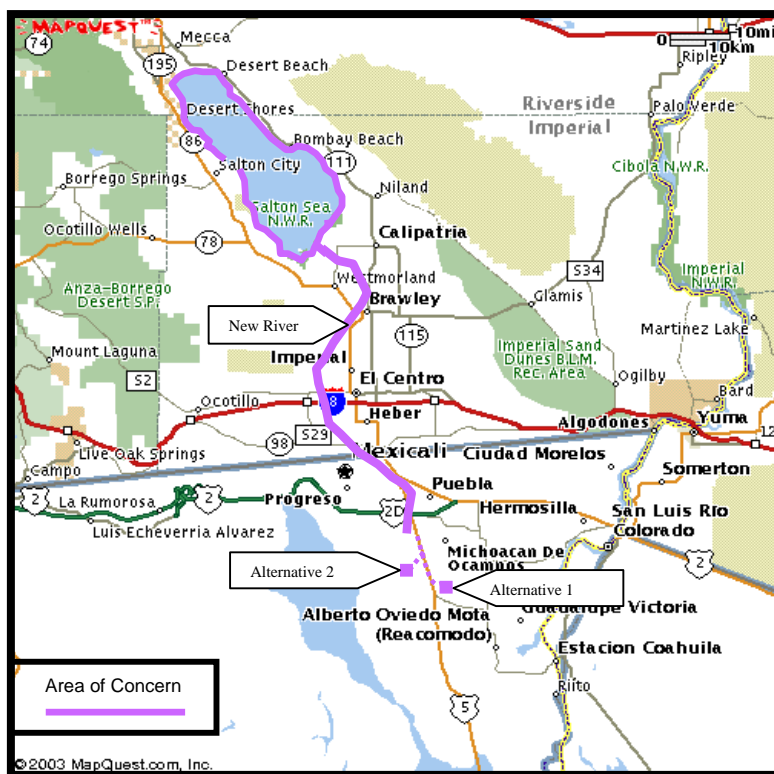 MAPQUEST™
10mi
0
10km
74
Mecca
Ripley
195
Desert Beach
Desert Shores
Riverside
Imperial
Palo Verde
86
Bombay Beach
111
Salton City
Cibola N.W.R.
Borrego Springs
Niland
Salton Sea
N.W.R.
Ocotillo Wells
78
Calipatria
S34
Imperial
N.W.R.
Anza-Borrego
Desert S.P.
Westmorland
Brawley
Glamis
New River
115
Martinez Lake
Mount Laguna
Imperial
Imperial Sand
Dunes B.L.M.
Rec. Area
S2
El Centro
Ogilby
Ocotillo
8
Bard
Heber
Algodones
Yuma
S29
98
Live Oak Springs
Mexicali
Ciudad Morelos
Campo
Somerton
2
La Rumorosa
2
Progreso
Puebla
2D
Hermosilla
San Luis Rio
Colorado
Luis Echeverria Alvarez
Michoacan De
Ocampos
2
Alternative 2
Alternative 1
Alberto Oviedo Mota
(Reacomodo)
Guadalupe Victoria
Estacion Coahuila
Area of Concern
Riito
5
© 2003 MapQuest.com, Inc.